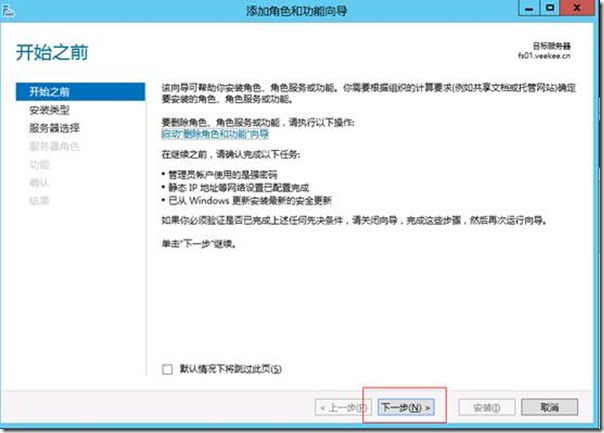 添加角色和功能向导
开始之前
目标服务器
fs01.veekee.cn
开始之前
安装类型
服务器选择
服务器角色
功能
确认
结果
该向导可帮助你安装角色、角色服务或功能。你需要根据组织的计算要求(例如共享文档或托管网站)确定
要安装的角色、角色服务或功能。
要删除角色、角色服务或功能，请执行以下操作:
启动“删除角色和功能”向导
在继续之前，请确认完成以下任务:
• 管理员帐户使用的是强密码
• 静态 IP 地址等网络设置已配置完成
• 已从 Windows 更新安装最新的安全更新
如果你必须验证是否已完成上述任何先决条件，请关闭向导，完成这些步骤，然后再次运行向导。
单击“下一步”继续。
默认情况下将跳过此页(S)
< 上一步(P)
下一步(N) >
安装(I)
取消